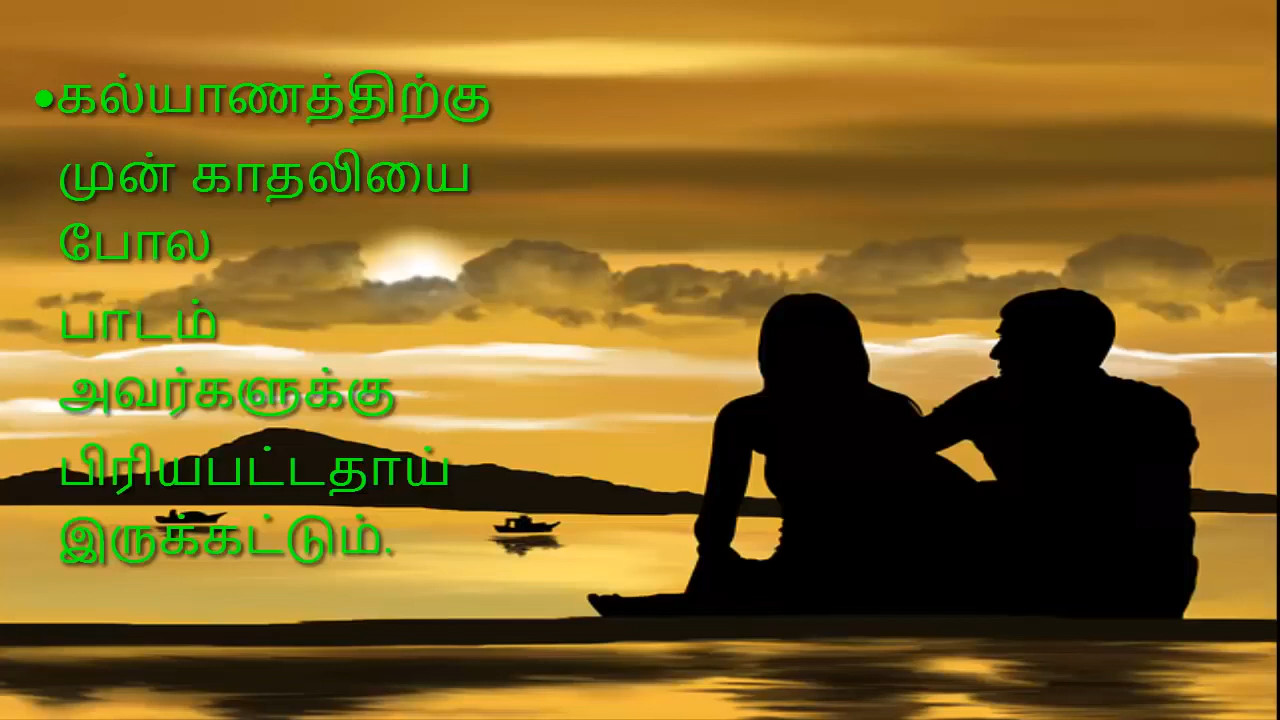 •கல்யாணத்திற்கு
முன் காதலியை
போல
பாடம்
அவர்களுக்கு
பிரியபட்டதாய்
இருக்கட்டும்.